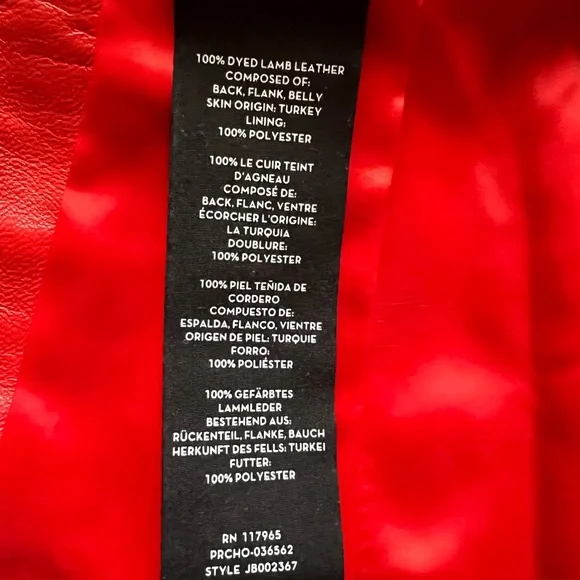 100% DYED LAMB LEATHER
COMPOSED OF:
BACK, FLANK, BELLY
SKIN ORIGIN: TURKEY
LINING:
100% POLYESTER
100% LE CUIR TEINT
D'AGNEAU
COMPOSÉ DE:
BACK, FLANC, VENTRE
ÉCORCHER L'ORIGINE:
LA TURQUIA
DOUBLURE:
100% POLYESTER
100% PIEL TEÑIDA DE
CORDERO
COMPUESTO DE:
ESPALDA, FLANCO, VIENTRE
ORIGEN DE PIEL: TURQUIE
FORRO:
100% POLIÉSTER
100% GEFÄRBTES
LAMMLEDER
BESTEHEND AUS:
RÜCKENTEIL, FLANKE, BAUCH
HERKUNFT DES FELLS: TURKEI
FUTTER:
100% POLYESTER
RN 117965
PRCHO-036562
STYLE JB002367